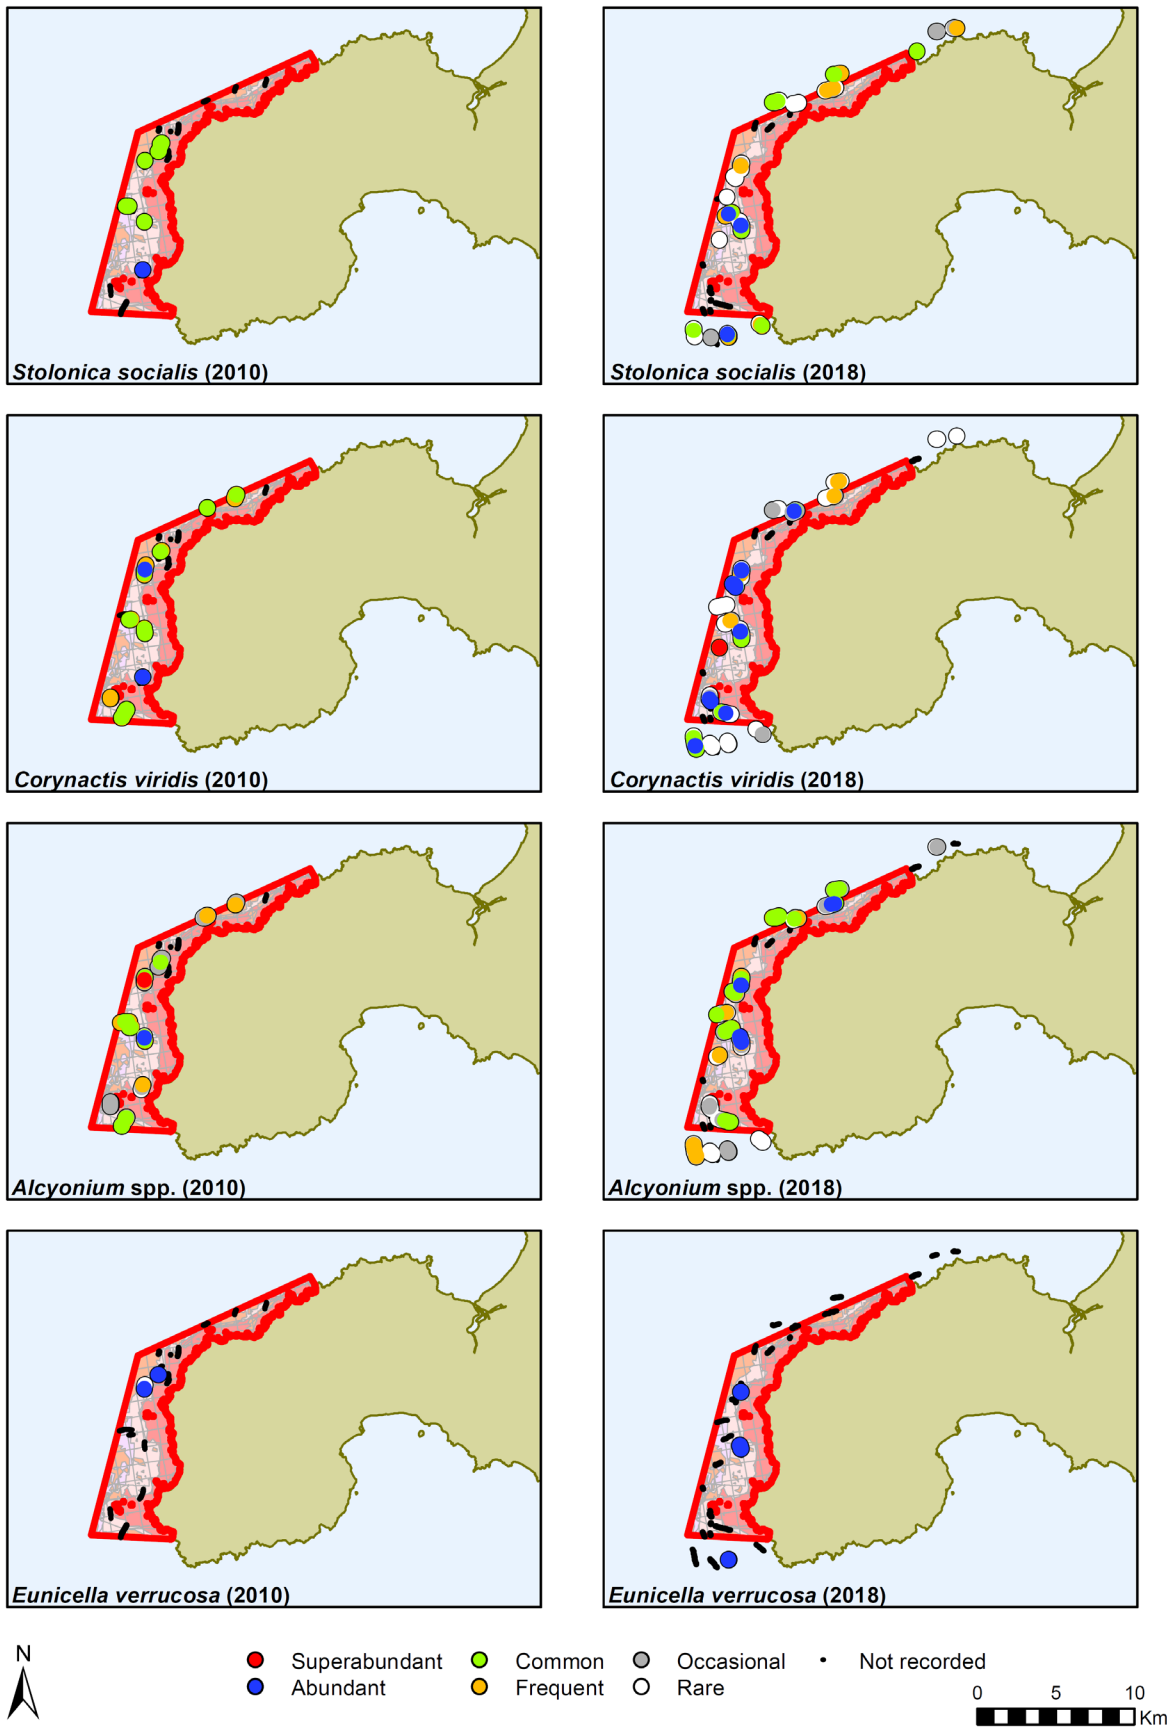 Stolonica socialis (2010)
Stolonica socialis (2018)
Corynactis viridis (2010)
Corynactis viridis (2018)
Alcyonium spp. (2010)
Alcyonium spp. (2018)
Eunicella verrucosa (2010)
Eunicella verrucosa (2018)
N
Superabundant
Common
Occasional
Not recorded
Abundant
Frequent
Rare
0 5 10
Km